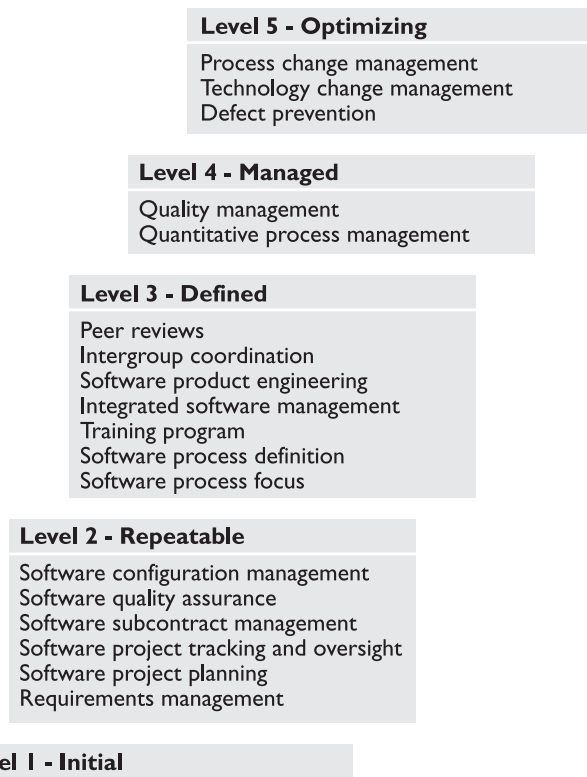 Level 5 - Optimizing
Process change management
Technology change management
Defect prevention
Level 4 - Managed
Quality management
Quantitative process management
Level 3 - Defined
Peer reviews
Intergroup coordination
Software product engineering
Integrated software management
Training program
Software process definition
Software process focus
Level 2 - Repeatable
Software configuration management
Software quality assurance
Software subcontract management
Software project tracking and oversight
Software project planning
Requirements management
el 1 - Initial